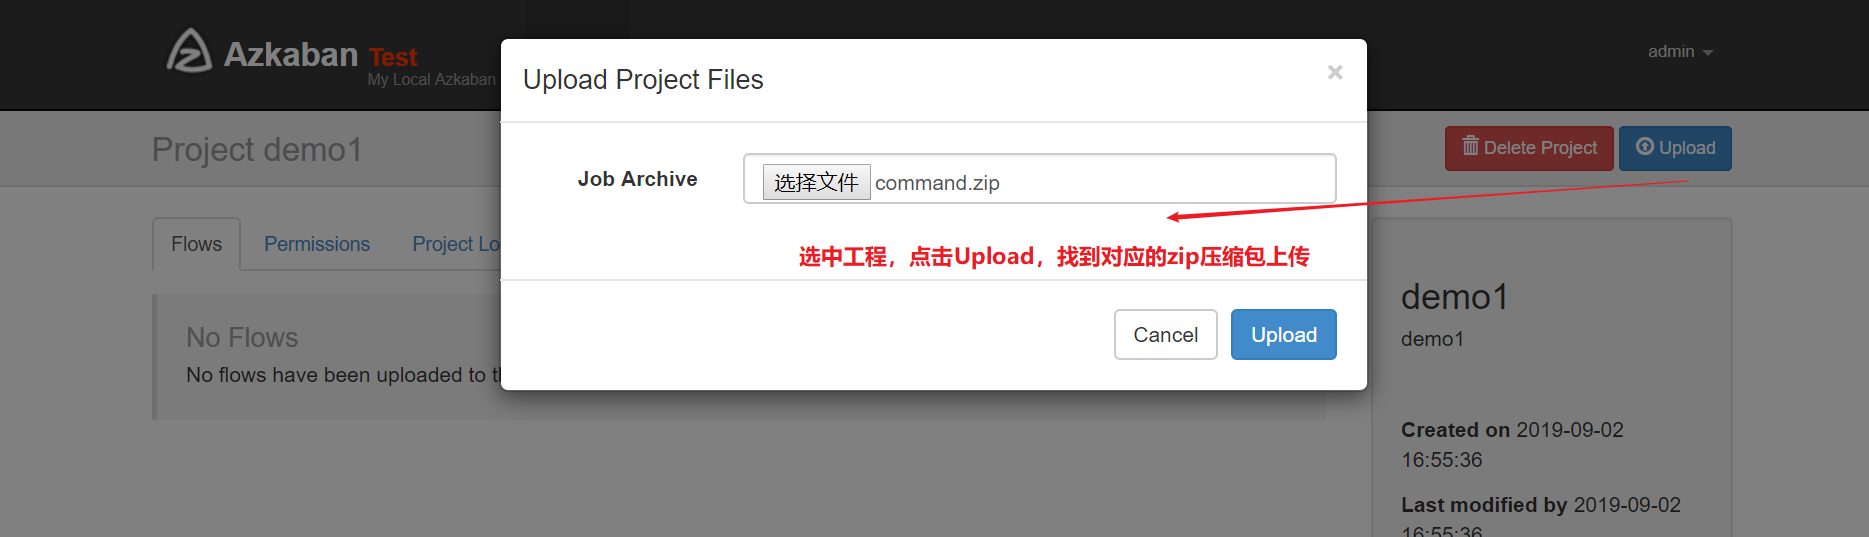 Azkaban Test
My Local Azkaban
admin
Upload Project Files
×
Project demo1
Delete Project
Upload
Job Archive
选择文件 command.zip
选中工程，点击Upload，找到对应的zip压缩包上传
Cancel
Upload
Flows
Permissions
Project Lo
No Flows
No flows have been uploaded to
demo1
demo1
Created on 2019-09-02
16:55:36
Last modified by 2019-09-02
16:55:36